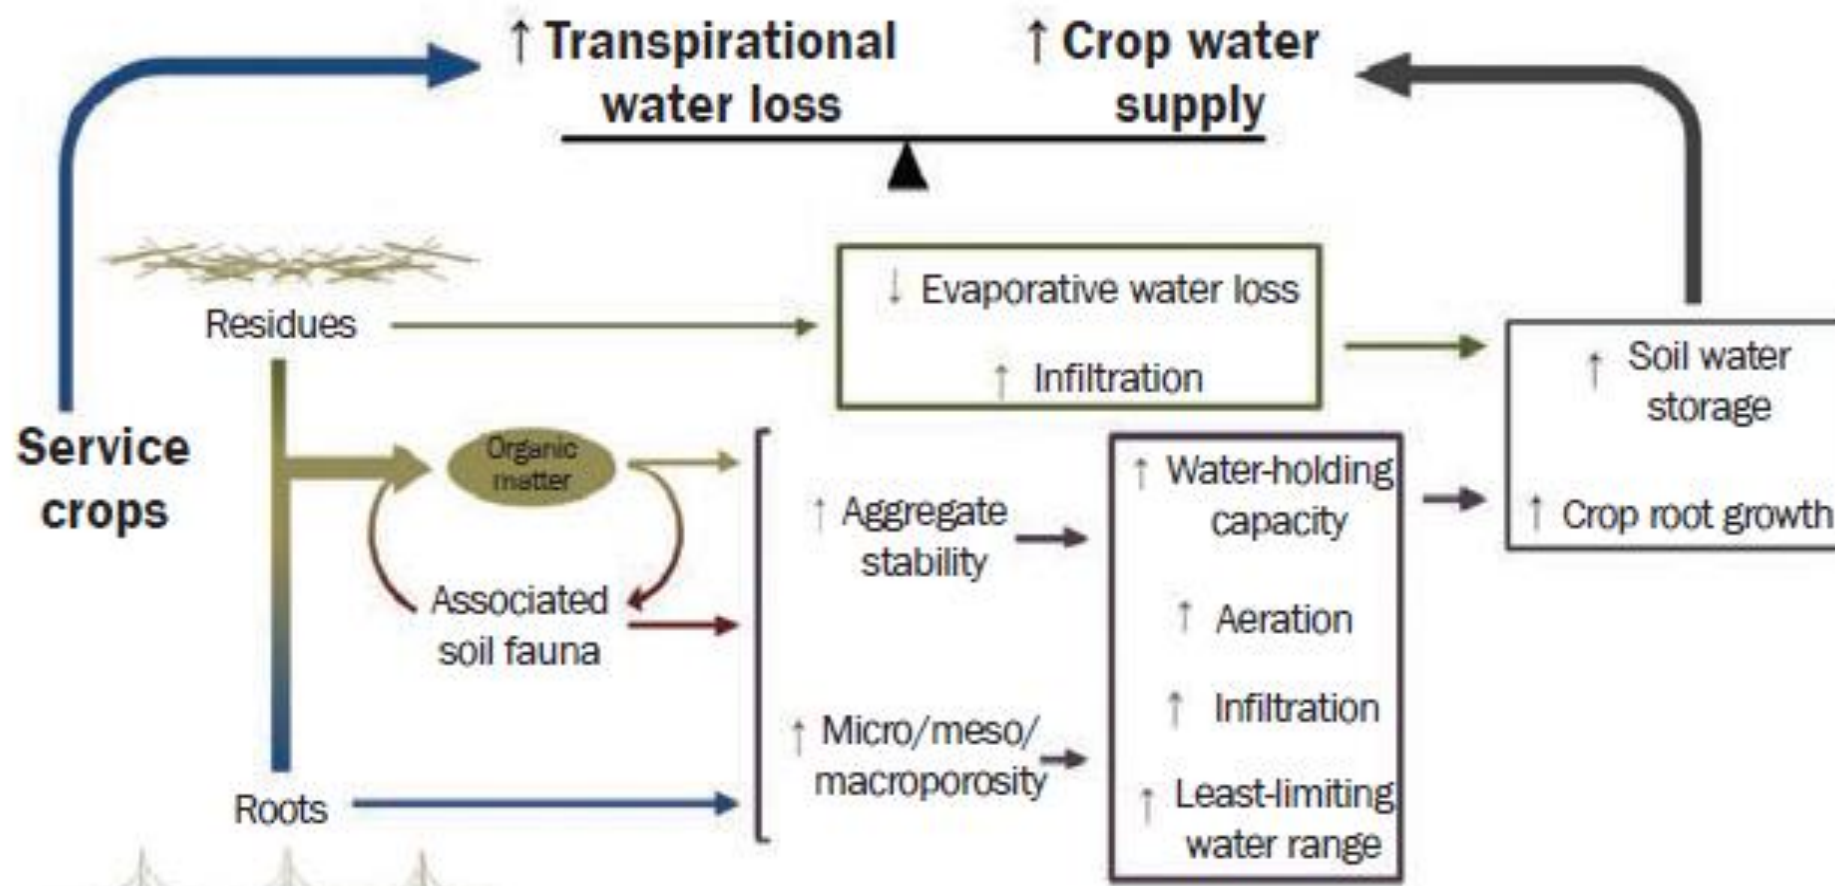 ↑ Transpirational
water loss
↑ Crop water
supply
Residues
↓ Evaporative water loss
↑ Infiltration
↑ Soil water
storage
↑ Crop root growth
Service
crops
Organic
matter
Associated
soil fauna
Roots
↑ Aggregate
stability
↑ Micro/meso/
macroporosity
↑ Water-holding
capacity
↑ Aeration
↑ Infiltration
↑ Least-limiting
water range